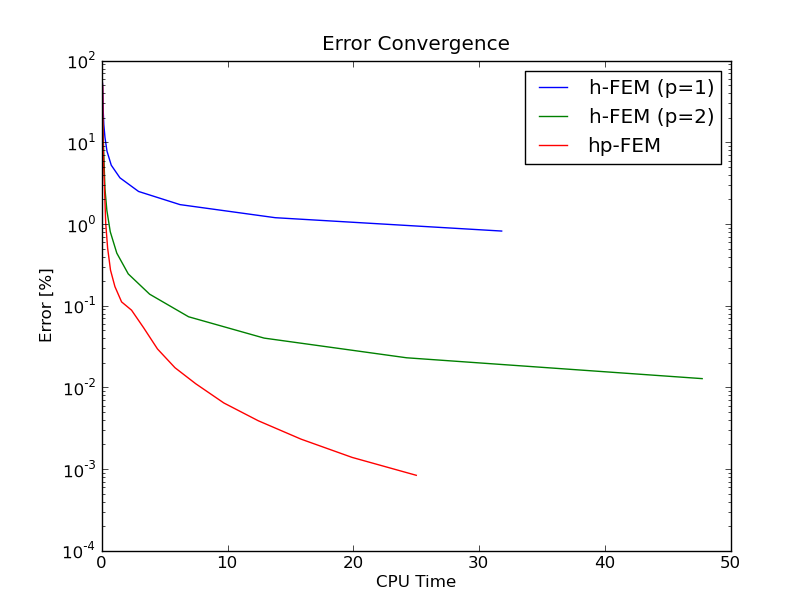 Error Convergence
h-FEM (p=1)
h-FEM (p=2)
hp-FEM
10^2
10^1
10^0
10^-1
10^-2
10^-3
10^-4
Error [%]
0 10 20 30 40 50
CPU Time